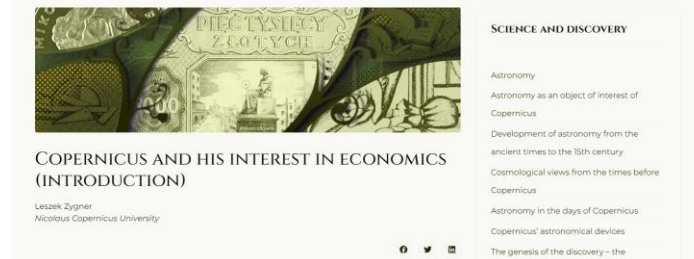 MIKO
PIĘĆ TYSIĘCY
ZŁOTYCH
COPERNICUS AND HIS INTEREST IN ECONOMICS
(INTRODUCTION)
Leszek Zygner
Nicolaus Copernicus University
SCIENCE AND DISCOVERY
Astronomy
Astronomy as an object of interest of
Copernicus
Development of astronomy from the
ancient times to the 15th century
Cosmological views from the times before
Copernicus
Astronomy in the days of Copernicus
Copernicus' astronomical devices
The genesis of the discovery – the